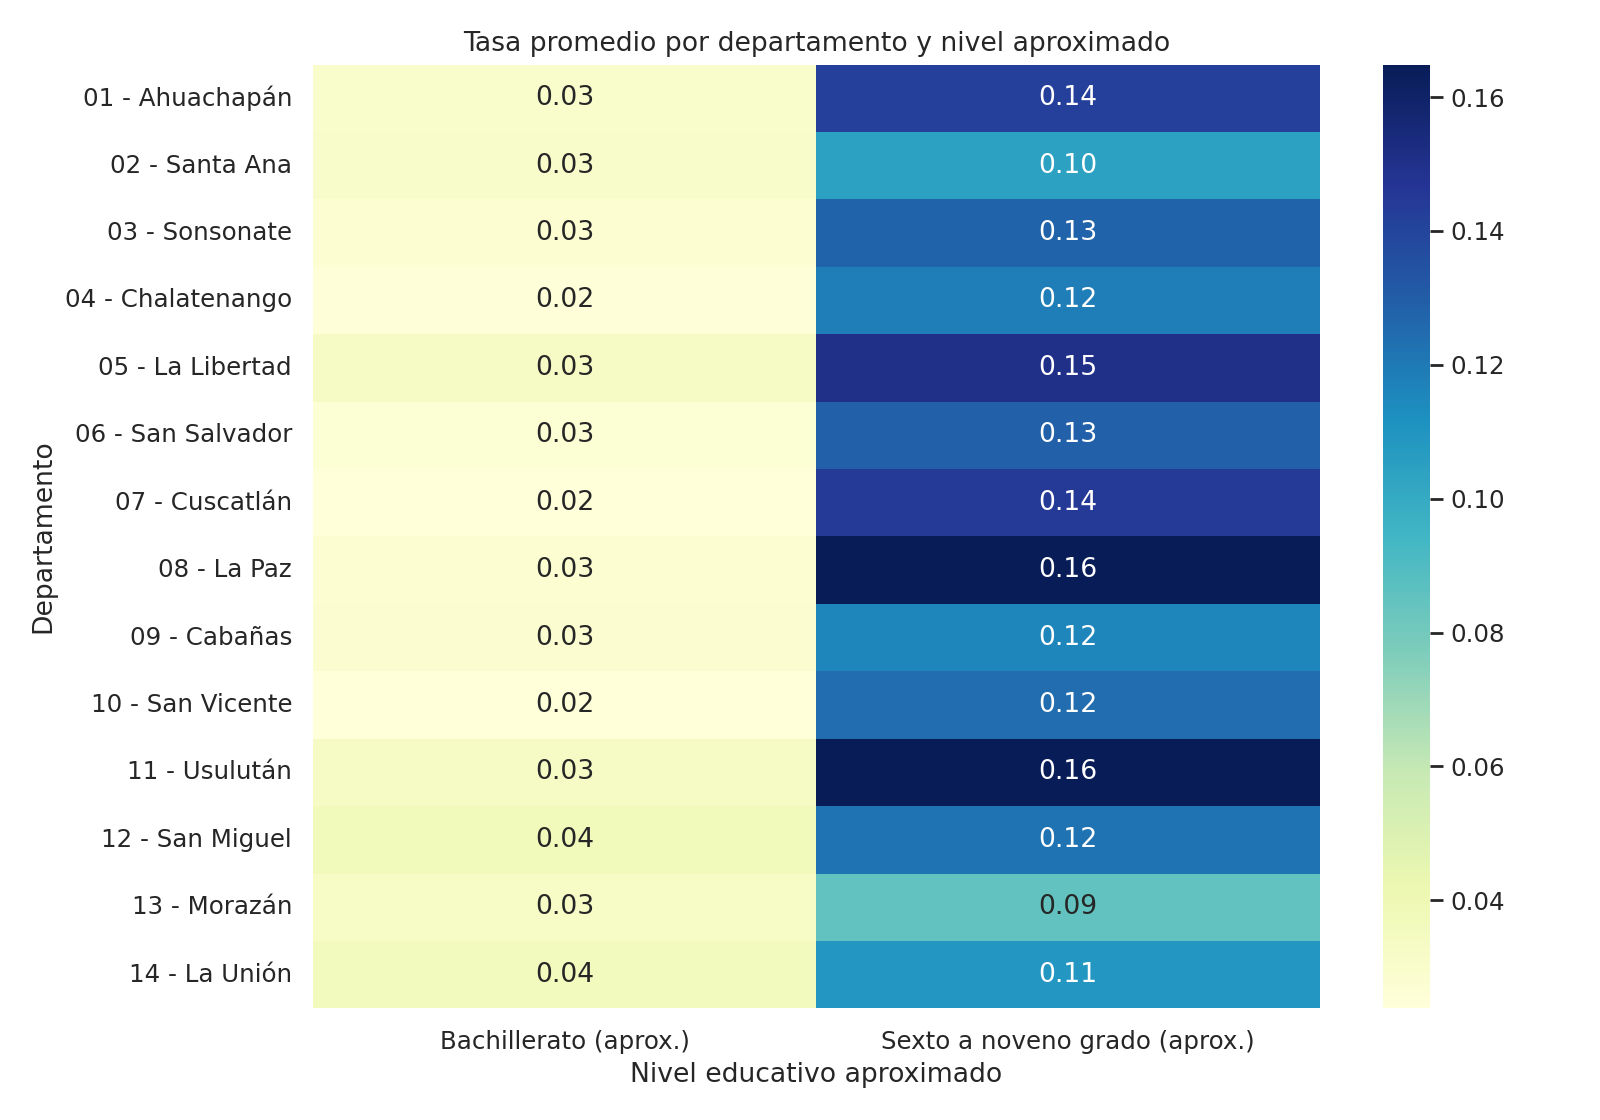 Tasa promedio por departamento y nivel aproximado
Departamento
01 - Ahuachapán 0.03 0.14
02 - Santa Ana 0.03 0.10
03 - Sonsonate 0.03 0.13
04 - Chalatenango 0.02 0.12
05 - La Libertad 0.03 0.15
06 - San Salvador 0.03 0.13
07 - Cuscatlán 0.02 0.14
08 - La Paz 0.03 0.16
09 - Cabañas 0.03 0.12
10 - San Vicente 0.02 0.12
11 - Usulután 0.03 0.16
12 - San Miguel 0.04 0.12
13 - Morazán 0.03 0.09
14 - La Unión 0.04 0.11
Bachillerato (aprox.) Sexto a noveno grado (aprox.)
Nivel educativo aproximado
0.16
0.14
0.12
0.10
0.08
0.06
0.04